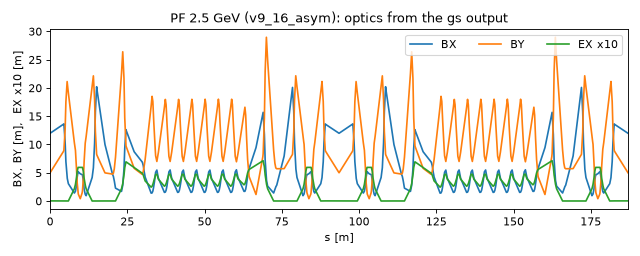 PF 2.5 GeV (v9_16_asym): optics from the gs output
BX BY EX x10
BX, BY [m], EX x10 [m]
30
25
20
15
10
5
0
0 25 50 75 100 125 150 175
s [m]